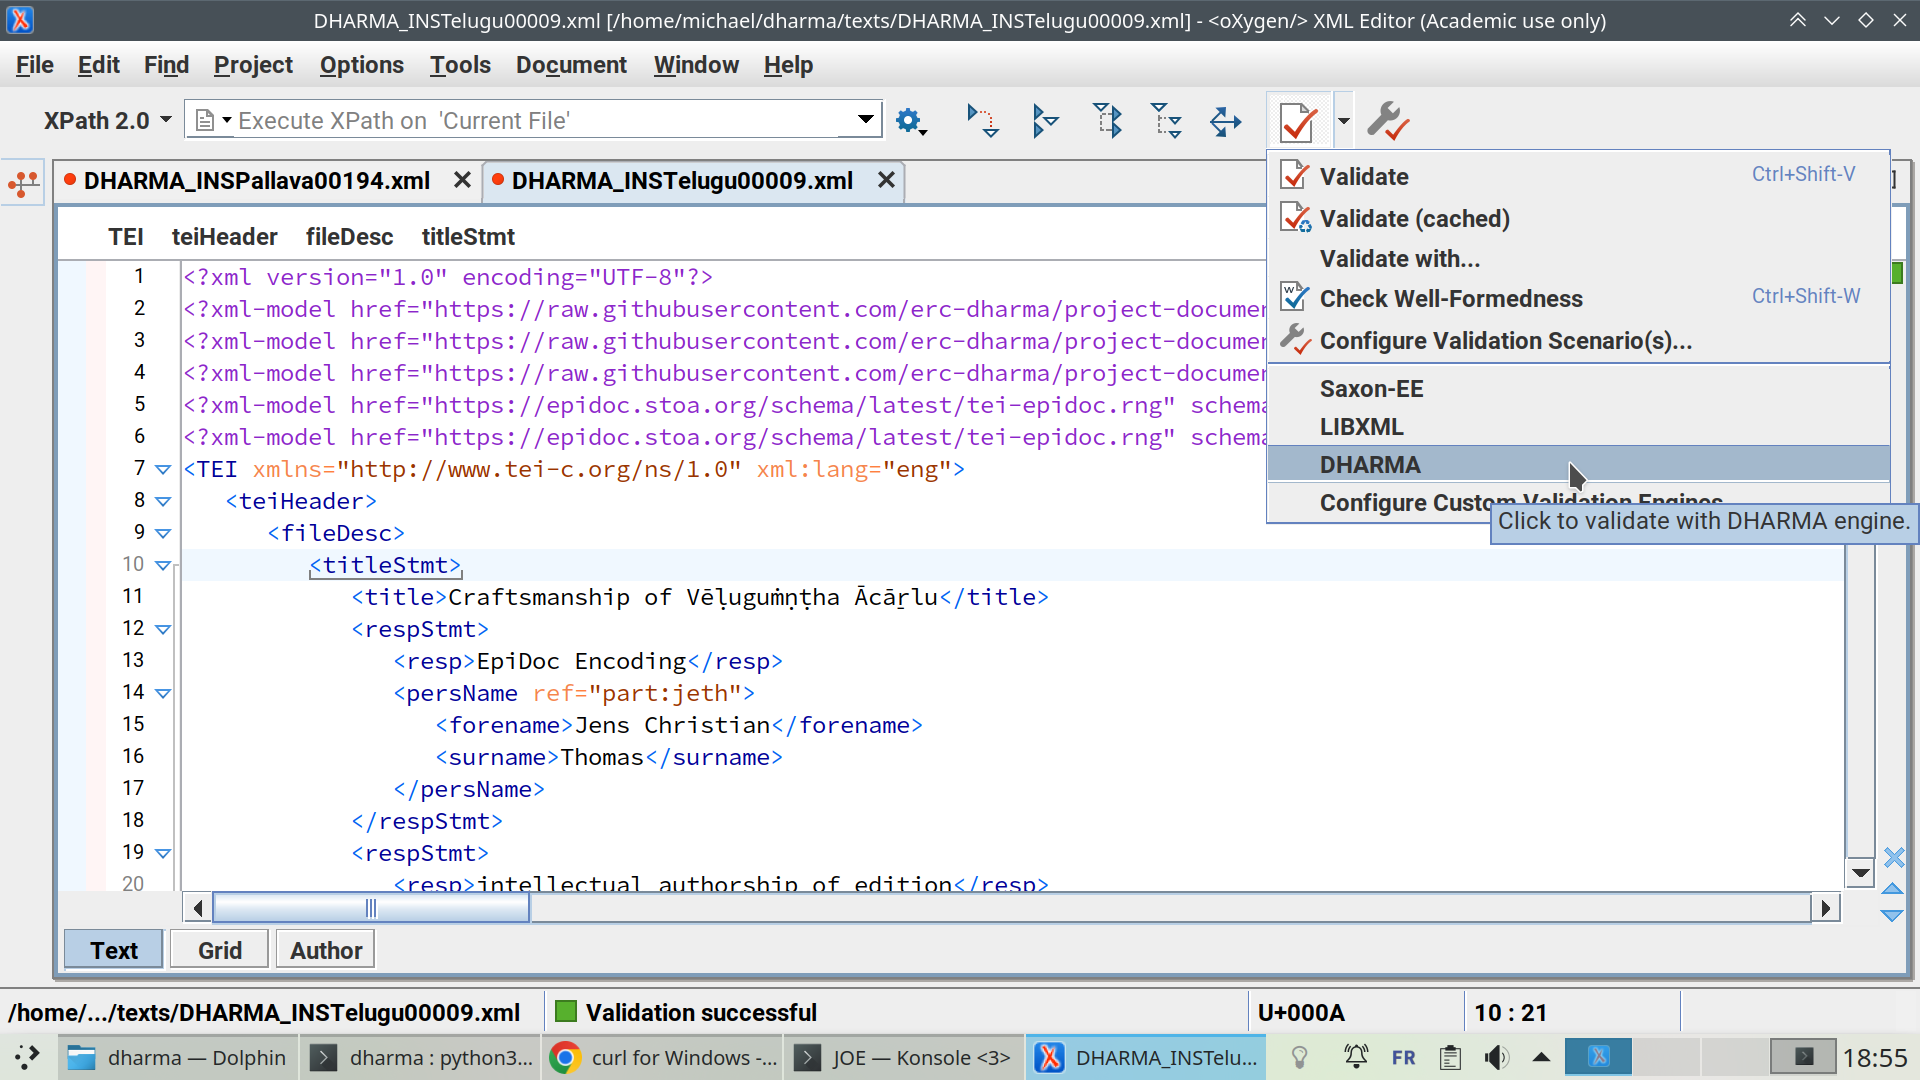 DHARMA_INSTelugu00009.xml [/home/michael/dharma/texts/DHARMA_INSTelugu00009.xml] - <oXygen/> XML Editor (Academic use only)
File Edit Find Project Options Tools Document Window Help
XPath 2.0 Execute XPath on 'Current File'
DHARMA_INSPallava00194.xml DHARMA_INSTelugu00009.xml
TEI teiHeader fileDesc titleStmt
1 <?xml version="1.0" encoding="UTF-8"?>
2 <?xml-model href="https://raw.githubusercontent.com/erc-dharma/project-documen
3 <?xml-model href="https://raw.githubusercontent.com/erc-dharma/project-documen
4 <?xml-model href="https://raw.githubusercontent.com/erc-dharma/project-documen
5 <?xml-model href="https://epidoc.stoa.org/schema/latest/tei-epidoc.rng" schema
6 <?xml-model href="https://epidoc.stoa.org/schema/latest/tei-epidoc.rng" schema
7 <TEI xmlns="http://www.tei-c.org/ns/1.0" xml:lang="eng">
8 <teiHeader>
9 <fileDesc>
10 <titleStmt>
11 <title>Craftsmanship of Vēḷuguṁṇṭha Ācāṟlu</title>
12 <respStmt>
13 <resp>EpiDoc Encoding</resp>
14 <persName ref="part:jeth">
15 <forename>Jens Christian</forename>
16 <surname>Thomas</surname>
17 </persName>
18 </respStmt>
19 <respStmt>
20 <resp>intellectual authorship of edition</resp>
Validate Ctrl+Shift-V
Validate (cached)
Validate with...
Check Well-Formedness Ctrl+Shift-W
Configure Validation Scenario(s)...
Saxon-EE
LIBXML
DHARMA
Configure Custom Validation Engines
Click to validate with DHARMA engine.
Text Grid Author
/home/.../texts/DHARMA_INSTelugu00009.xml Validation successful U+000A 10 : 21
dharma — Dolphin dharma : python3... curl for Windows -... JOE — Konsole <3> DHARMA_INSTelu... FR 18:55